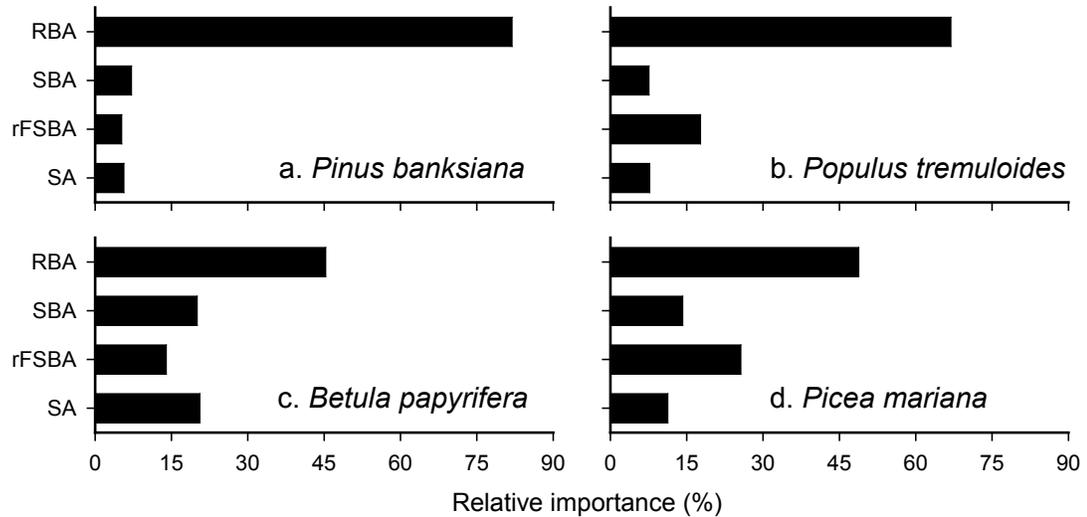 RBA
SBA
rFSBA
SA
a. Pinus banksiana
b. Populus tremuloides
RBA
SBA
rFSBA
SA
c. Betula papyrifera
d. Picea mariana
0 15 30 45 60 75 90
0 15 30 45 60 75 90
Relative importance (%)